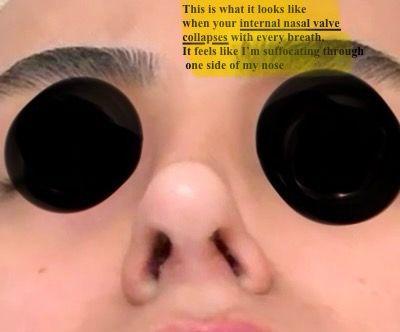 This is what it looks like
when your internal nasal valve
collapses with every breath.
It feels like I'm suffocating through
one side of my nose